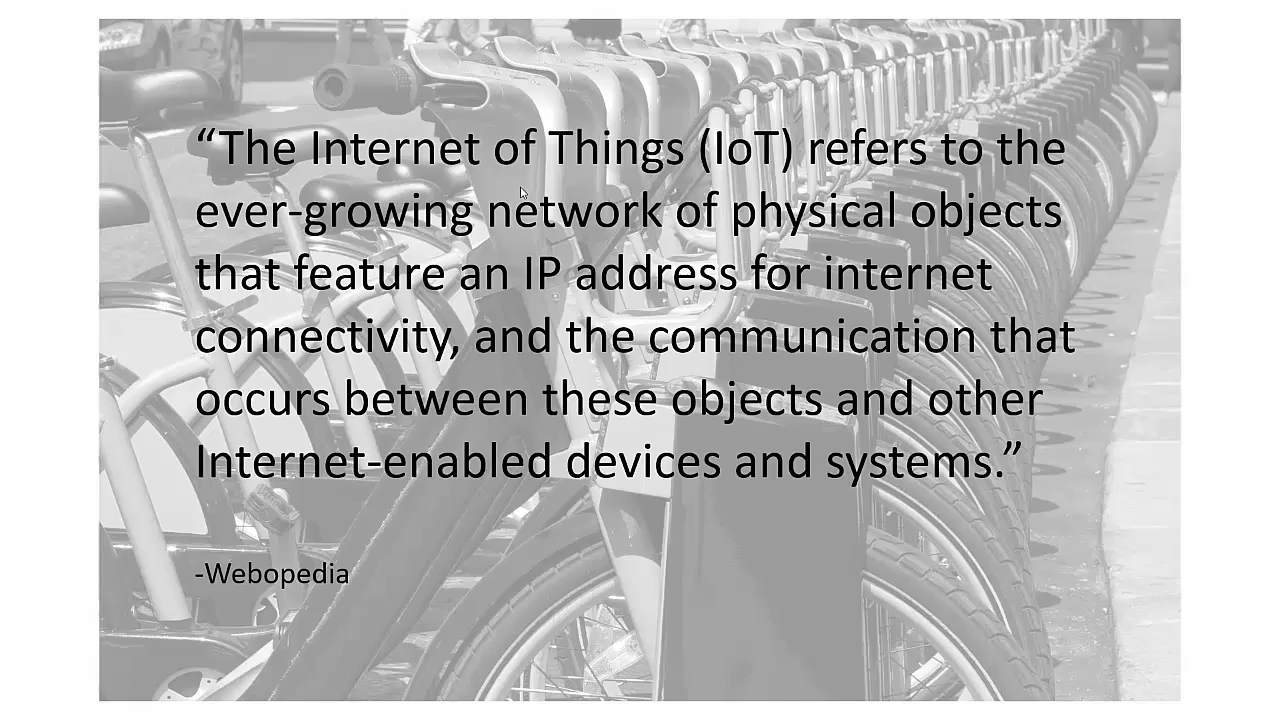 “The Internet of Things (IoT) refers to the
ever-growing network of physical objects
that feature an IP address for internet
connectivity, and the communication that
occurs between these objects and other
Internet-enabled devices and systems.”
-Webopedia